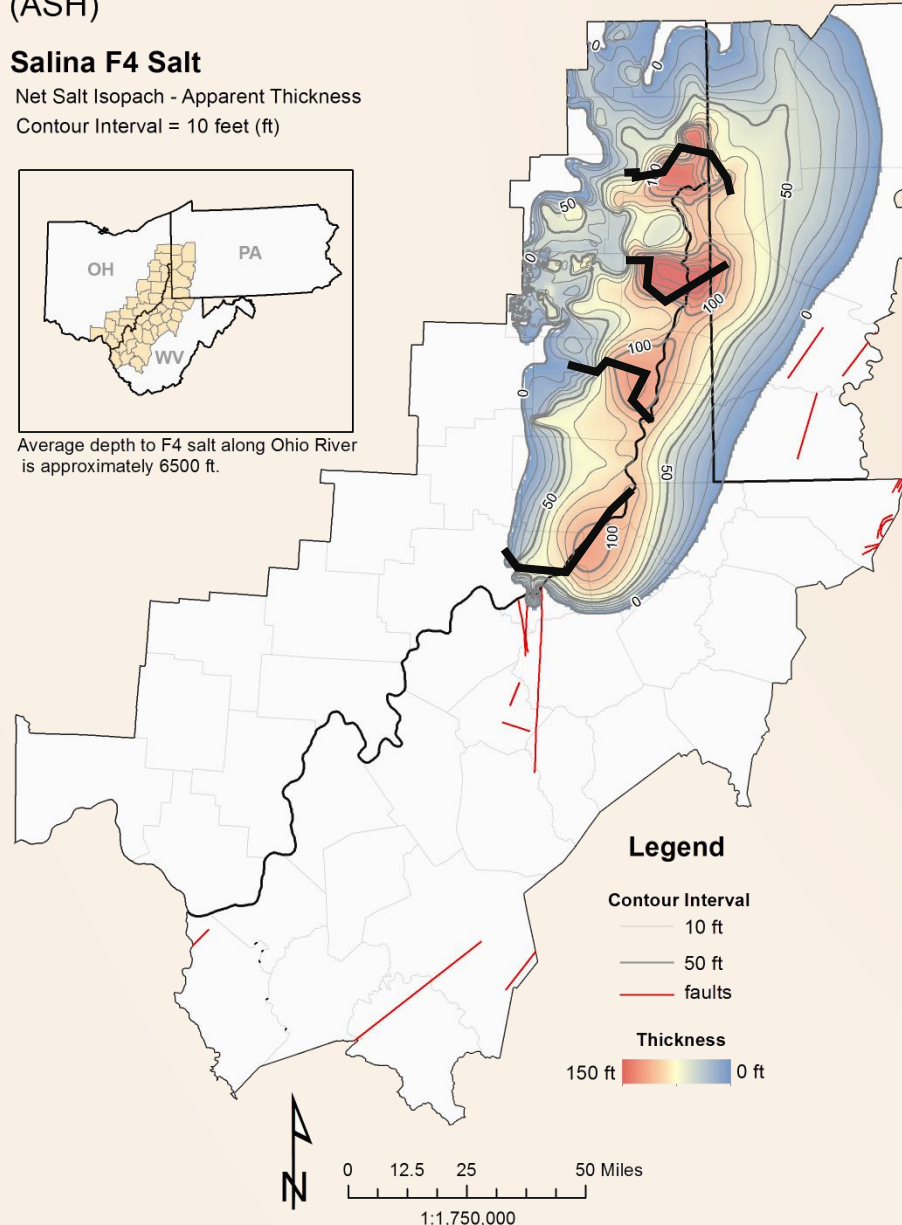 (ASH)
Salina F4 Salt
Net Salt Isopach - Apparent Thickness
Contour Interval = 10 feet (ft)
OH
PA
WV
Average depth to F4 salt along Ohio River
is approximately 6500 ft.
0
0
50
50
0
100
0
100
0
50
50
100
0
Legend
Contour Interval
10 ft
50 ft
faults
Thickness
150 ft
0 ft
N
0 12.5 25 50 Miles
1:1,750,000